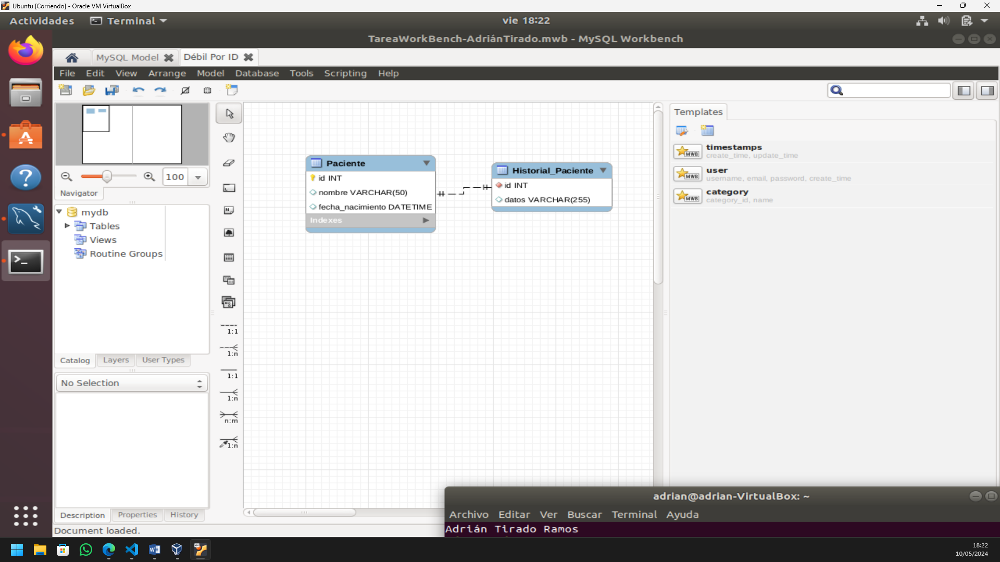 Ubuntu [Corriendo] - Oracle VM VirtualBox
Actividades
Terminal
vie 18:22
TareaWorkBench-AdriánTirado.mwb - MySQL Workbench
MySQL Model
Débil Por ID
File Edit View Arrange Model Database Tools Scripting Help
100
Navigator
mydb
Tables
Views
Routine Groups
Catalog
Layers
User Types
No Selection
Description
Properties
History
Document loaded.
1:1
1:n
1:1
1:n
n:m
1:n
Paciente
id INT
nombre VARCHAR(50)
fecha_nacimiento DATETIME
Indexes
Historial_Paciente
id INT
datos VARCHAR(255)
Templates
MWB
timestamps
create_time, update_time
MWB
user
username, email, password, create_time
MWB
category
category_id, name
adrian@adrian-VirtualBox: ~
Archivo Editar Ver Buscar Terminal Ayuda
Adrián Tirado Ramos
18:22
10/05/2024